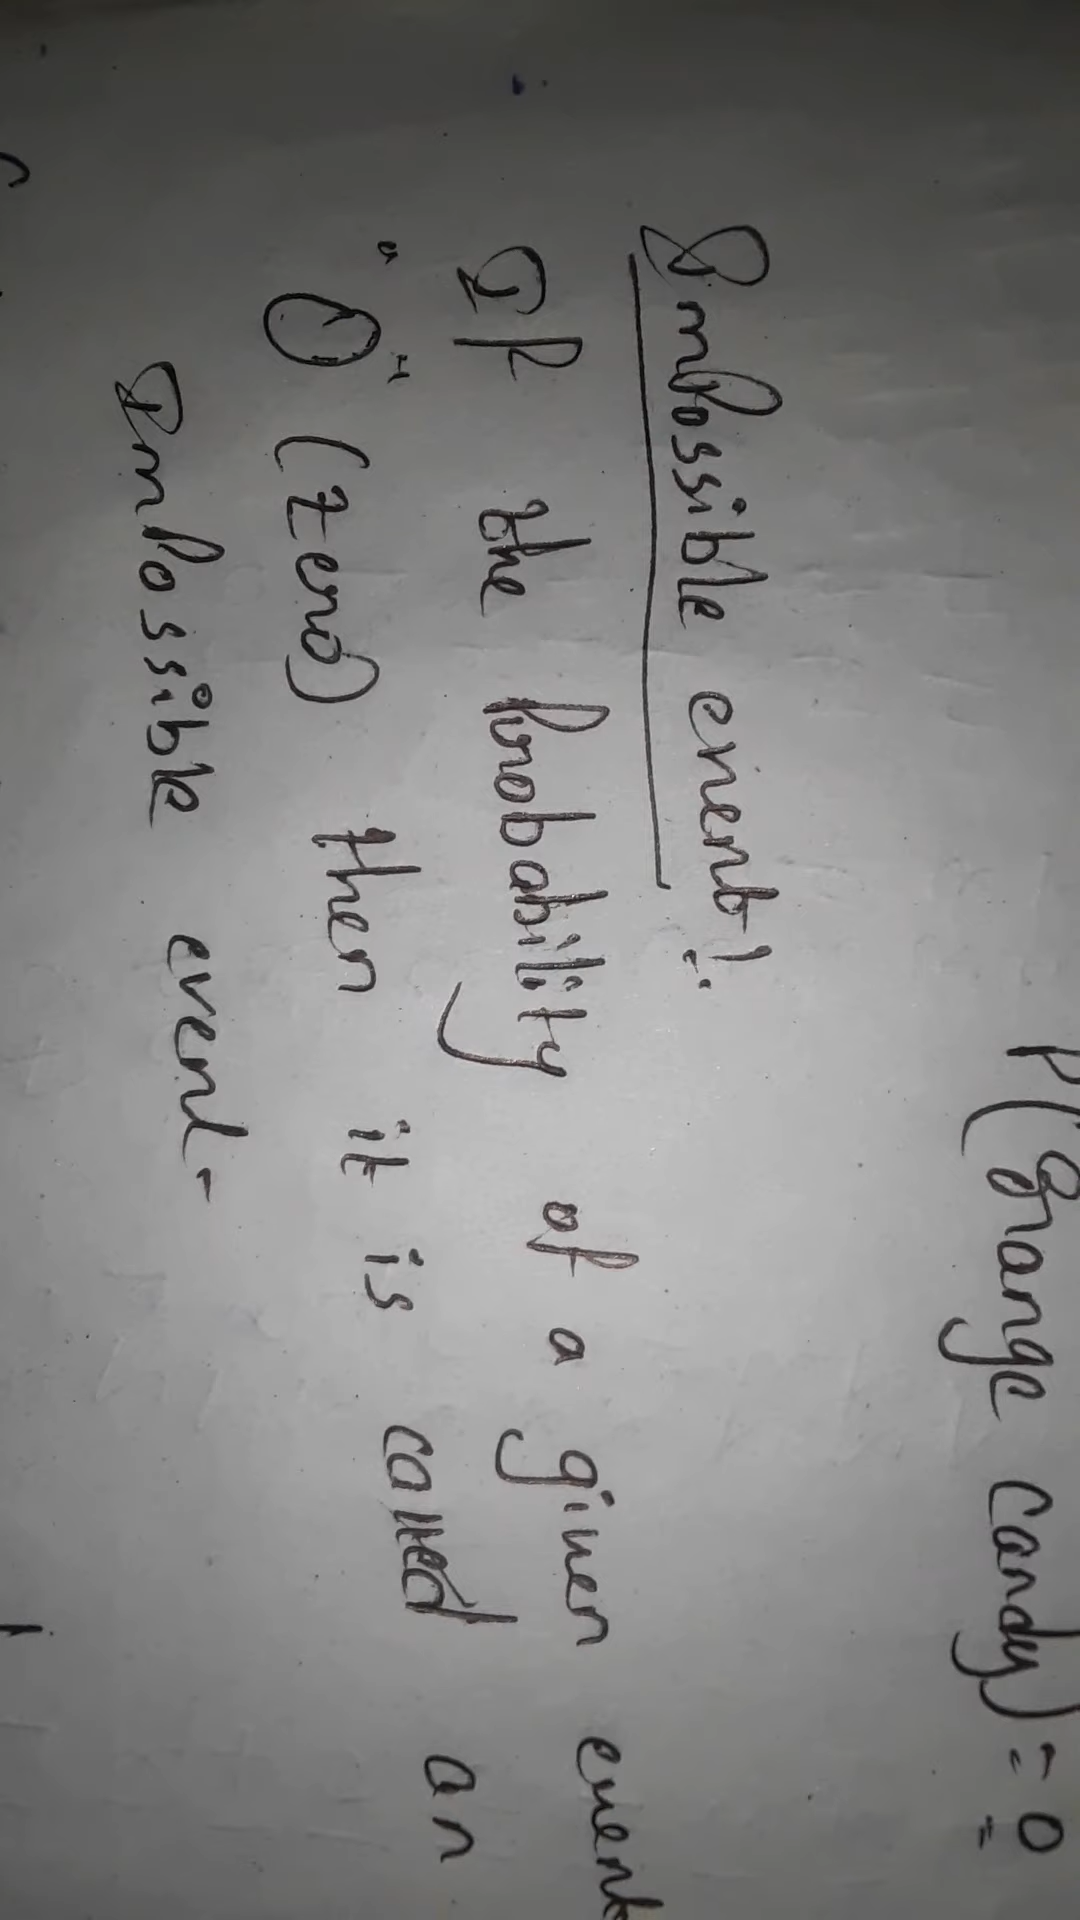 P(Orange candy) = 0
Impossible event:-
If the Probability of a given event
"0" (zero) then it is called an
Impossible event-